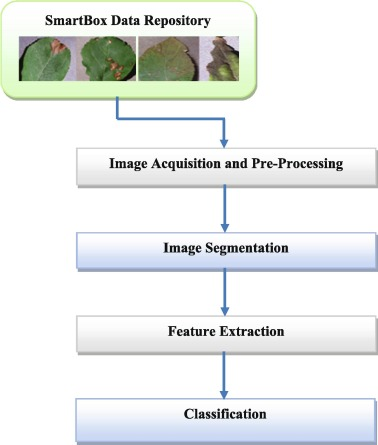 SmartBox Data Repository
Image Acquisition and Pre-Processing
Image Segmentation
Feature Extraction
Classification